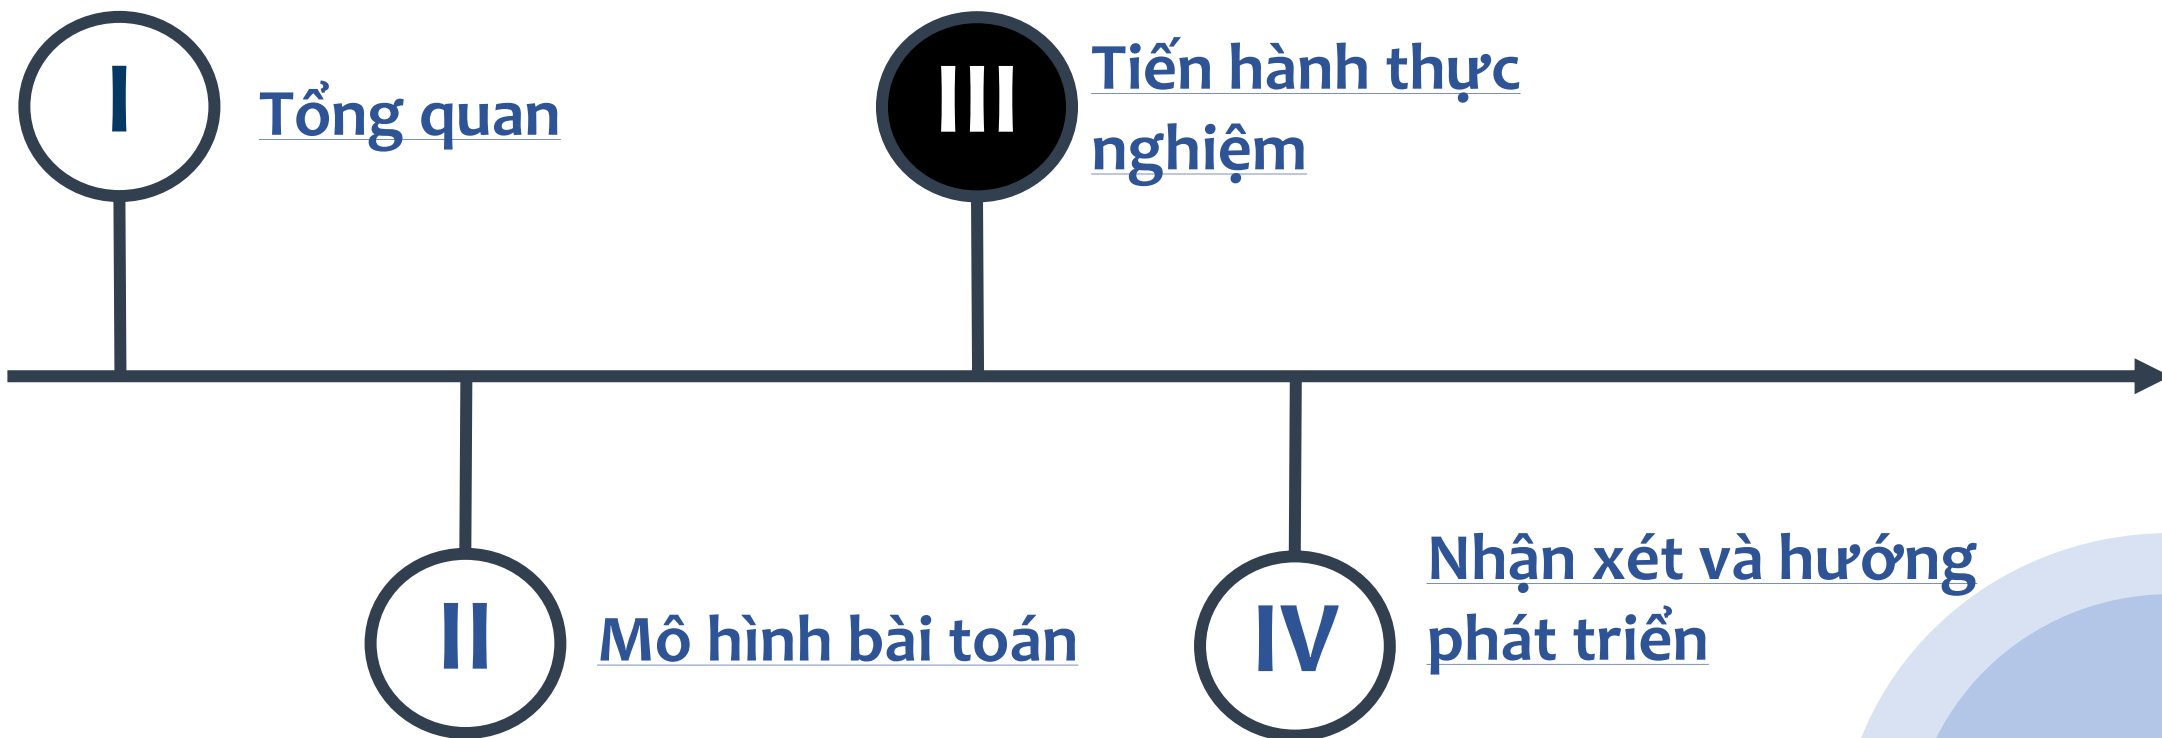 I
Tổng quan
II
Mô hình bài toán
III
Tiến hành thực
nghiệm
IV
Nhận xét và hướng
phát triển